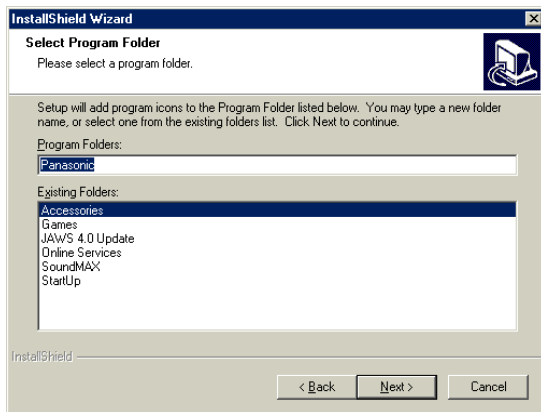 InstallShield Wizard
Select Program Folder
Please select a program folder.
Setup will add program icons to the Program Folder listed below. You may type a new folder
name, or select one from the existing folders list. Click Next to continue.
Program Folders:
Panasonic
Existing Folders:
Accessories
Games
JAWS 4.0 Update
Online Services
SoundMAX
StartUp
InstallShield
< Back Next > Cancel